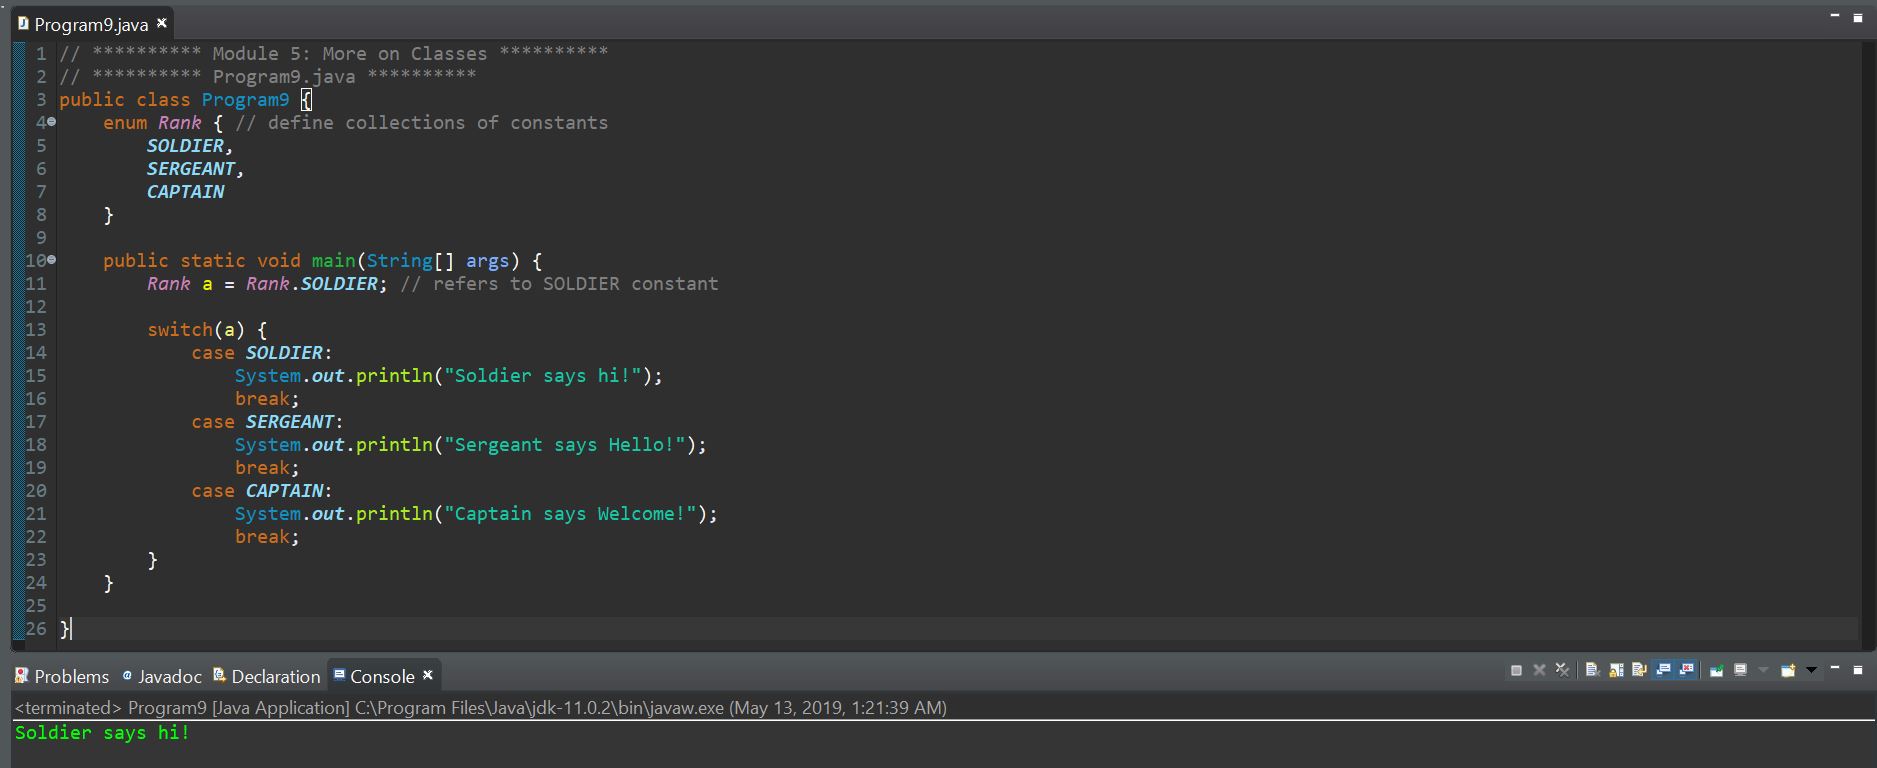 Program9.java
1 // ********** Module 5: More on Classes **********
2 // ********** Program9.java **********
3 public class Program9 {
4     enum Rank { // define collections of constants
5         SOLDIER,
6         SERGEANT,
7         CAPTAIN
8     }
9
10     public static void main(String[] args) {
11         Rank a = Rank.SOLDIER; // refers to SOLDIER constant
12
13         switch(a) {
14             case SOLDIER:
15                 System.out.println("Soldier says hi!");
16                 break;
17             case SERGEANT:
18                 System.out.println("Sergeant says Hello!");
19                 break;
20             case CAPTAIN:
21                 System.out.println("Captain says Welcome!");
22                 break;
23         }
24     }
25
26 }
Problems @ Javadoc Declaration Console
<terminated> Program9 [Java Application] C:\Program Files\Java\jdk-11.0.2\bin\javaw.exe (May 13, 2019, 1:21:39 AM)
Soldier says hi!